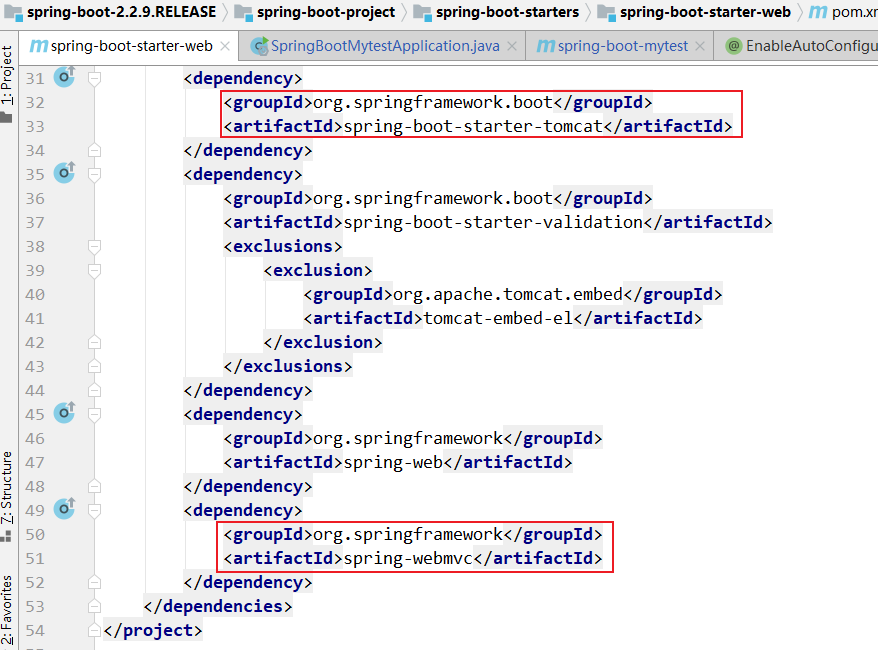 spring-boot-2.2.9.RELEASE spring-boot-project spring-boot-starters spring-boot-starter-web pom.xm
spring-boot-starter-web SpringBootMytestApplication.java spring-boot-mytest EnableAutoConfigu
1: Project
31 <dependency>
32 <groupId>org.springframework.boot</groupId>
33 <artifactId>spring-boot-starter-tomcat</artifactId>
34 </dependency>
35 <dependency>
36 <groupId>org.springframework.boot</groupId>
37 <artifactId>spring-boot-starter-validation</artifactId>
38 <exclusions>
39 <exclusion>
40 <groupId>org.apache.tomcat.embed</groupId>
41 <artifactId>tomcat-embed-el</artifactId>
42 </exclusion>
43 </exclusions>
44 </dependency>
45 <dependency>
46 <groupId>org.springframework</groupId>
47 <artifactId>spring-web</artifactId>
48 </dependency>
49 <dependency>
50 <groupId>org.springframework</groupId>
51 <artifactId>spring-webmvc</artifactId>
52 </dependency>
53 </dependencies>
54 </project>
7: Structure
2: Favorites